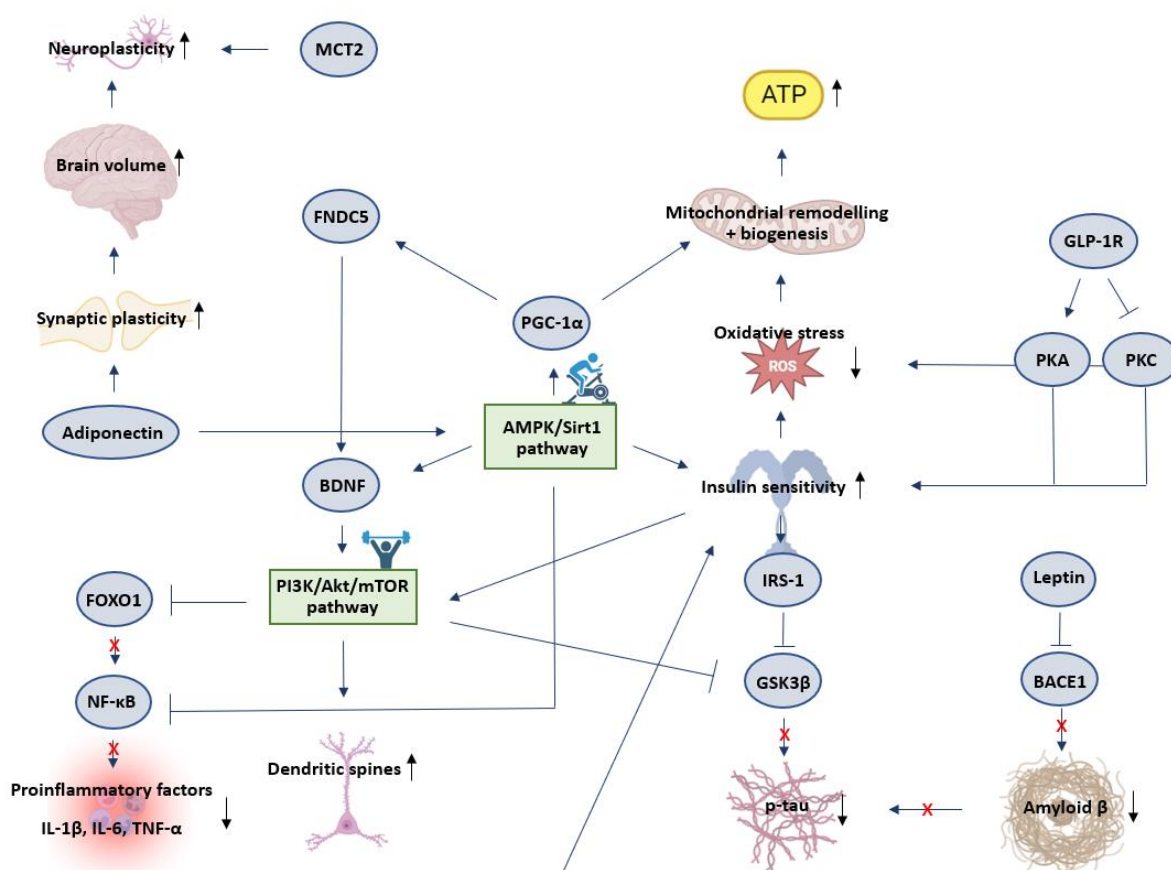 Neuroplasticity
MCT2
ATP
Brain volume
FNDC5
Mitochondrial remodelling
+ biogenesis
GLP-1R
Synaptic plasticity
PGC-1α
Oxidative stress
ROS
PKA
PKC
Adiponectin
AMPK/Sirt1
pathway
BDNF
Insulin sensitivity
PI3K/Akt/mTOR
pathway
FOXO1
IRS-1
Leptin
NF-κB
GSK3β
BACE1
X
X
X
X
Dendritic spines
Proinflammatory factors
IL-1β, IL-6, TNF-α
p-tau
X
Amyloid β